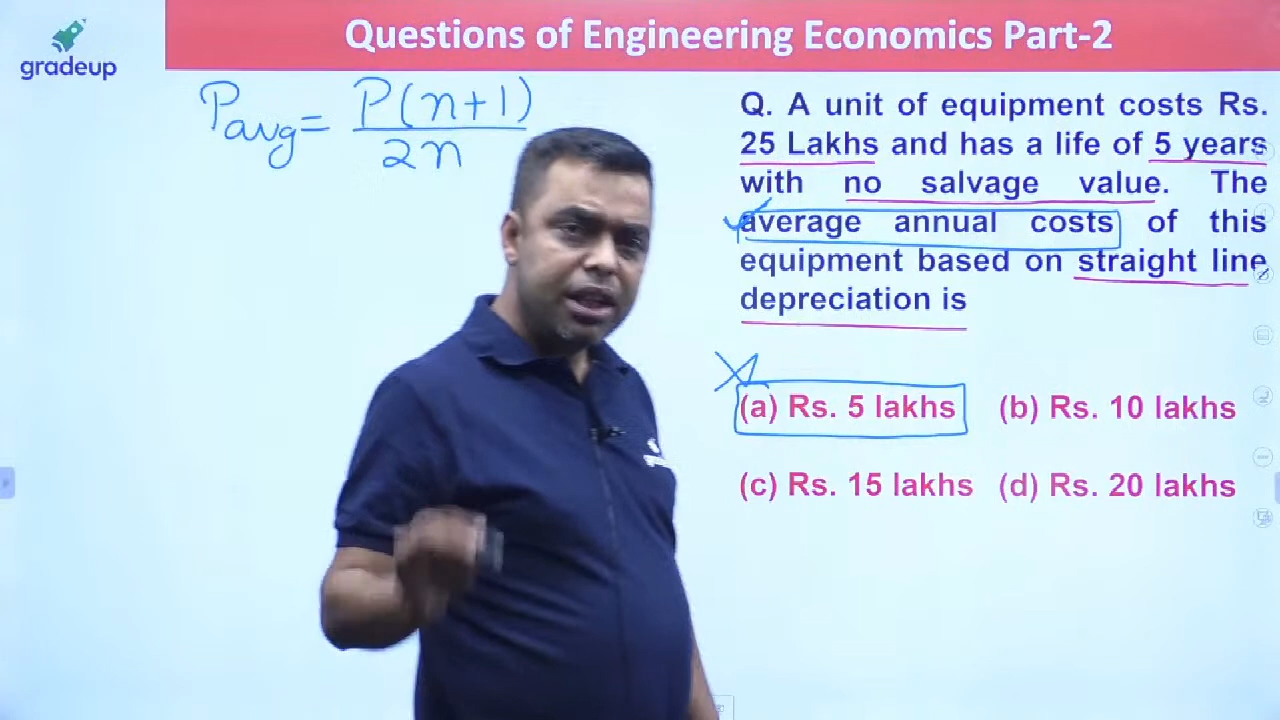 Questions of Engineering Economics Part-2
gradeup
Pavg = P(n+1)
2n
Q. A unit of equipment costs Rs.
25 Lakhs and has a life of 5 years
with no salvage value. The
average annual costs of this
equipment based on straight line
depreciation is
(a) Rs. 5 lakhs (b) Rs. 10 lakhs
(c) Rs. 15 lakhs (d) Rs. 20 lakhs